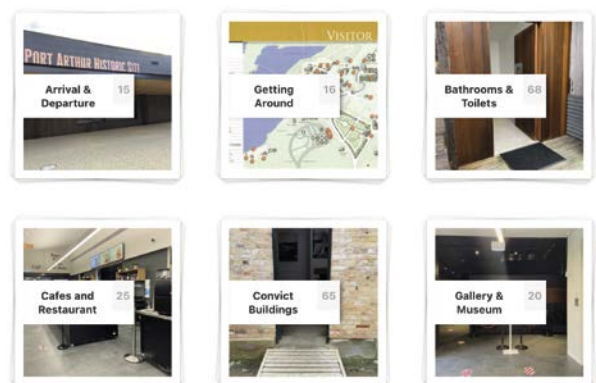 PORT ARTHUR HISTORIC SITE
Arrival & 15
Departure
VISITOR
Getting 16
Around
Bathrooms & 68
Toilets
Cafes and 25
Restaurant
Convict 65
Buildings
Gallery & 20
Museum